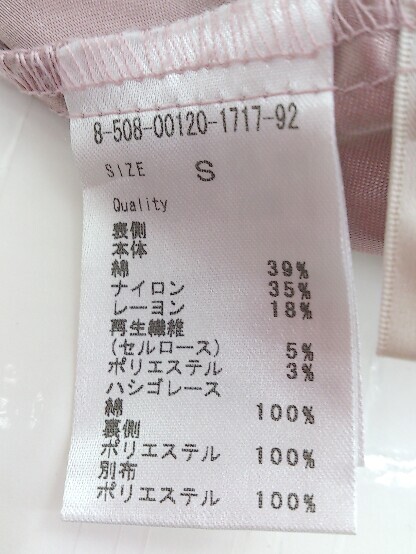 8-508-00120-1717-92
SIZE S
Quality
表側
本体
綿 39%
ナイロン 35%
レーヨン 18%
再生繊維
(セルロース) 5%
ポリエステル 3%
ハシゴレース
綿 100%
裏側
ポリエステル 100%
別布
ポリエステル 100%